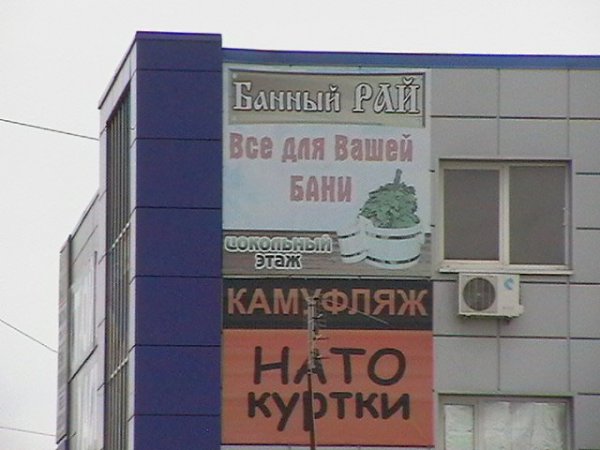 Банный РАЙ
Все для Вашей
БАНИ
цокольный
этаж
КАМУФЛЯЖ
НАТО
куртки